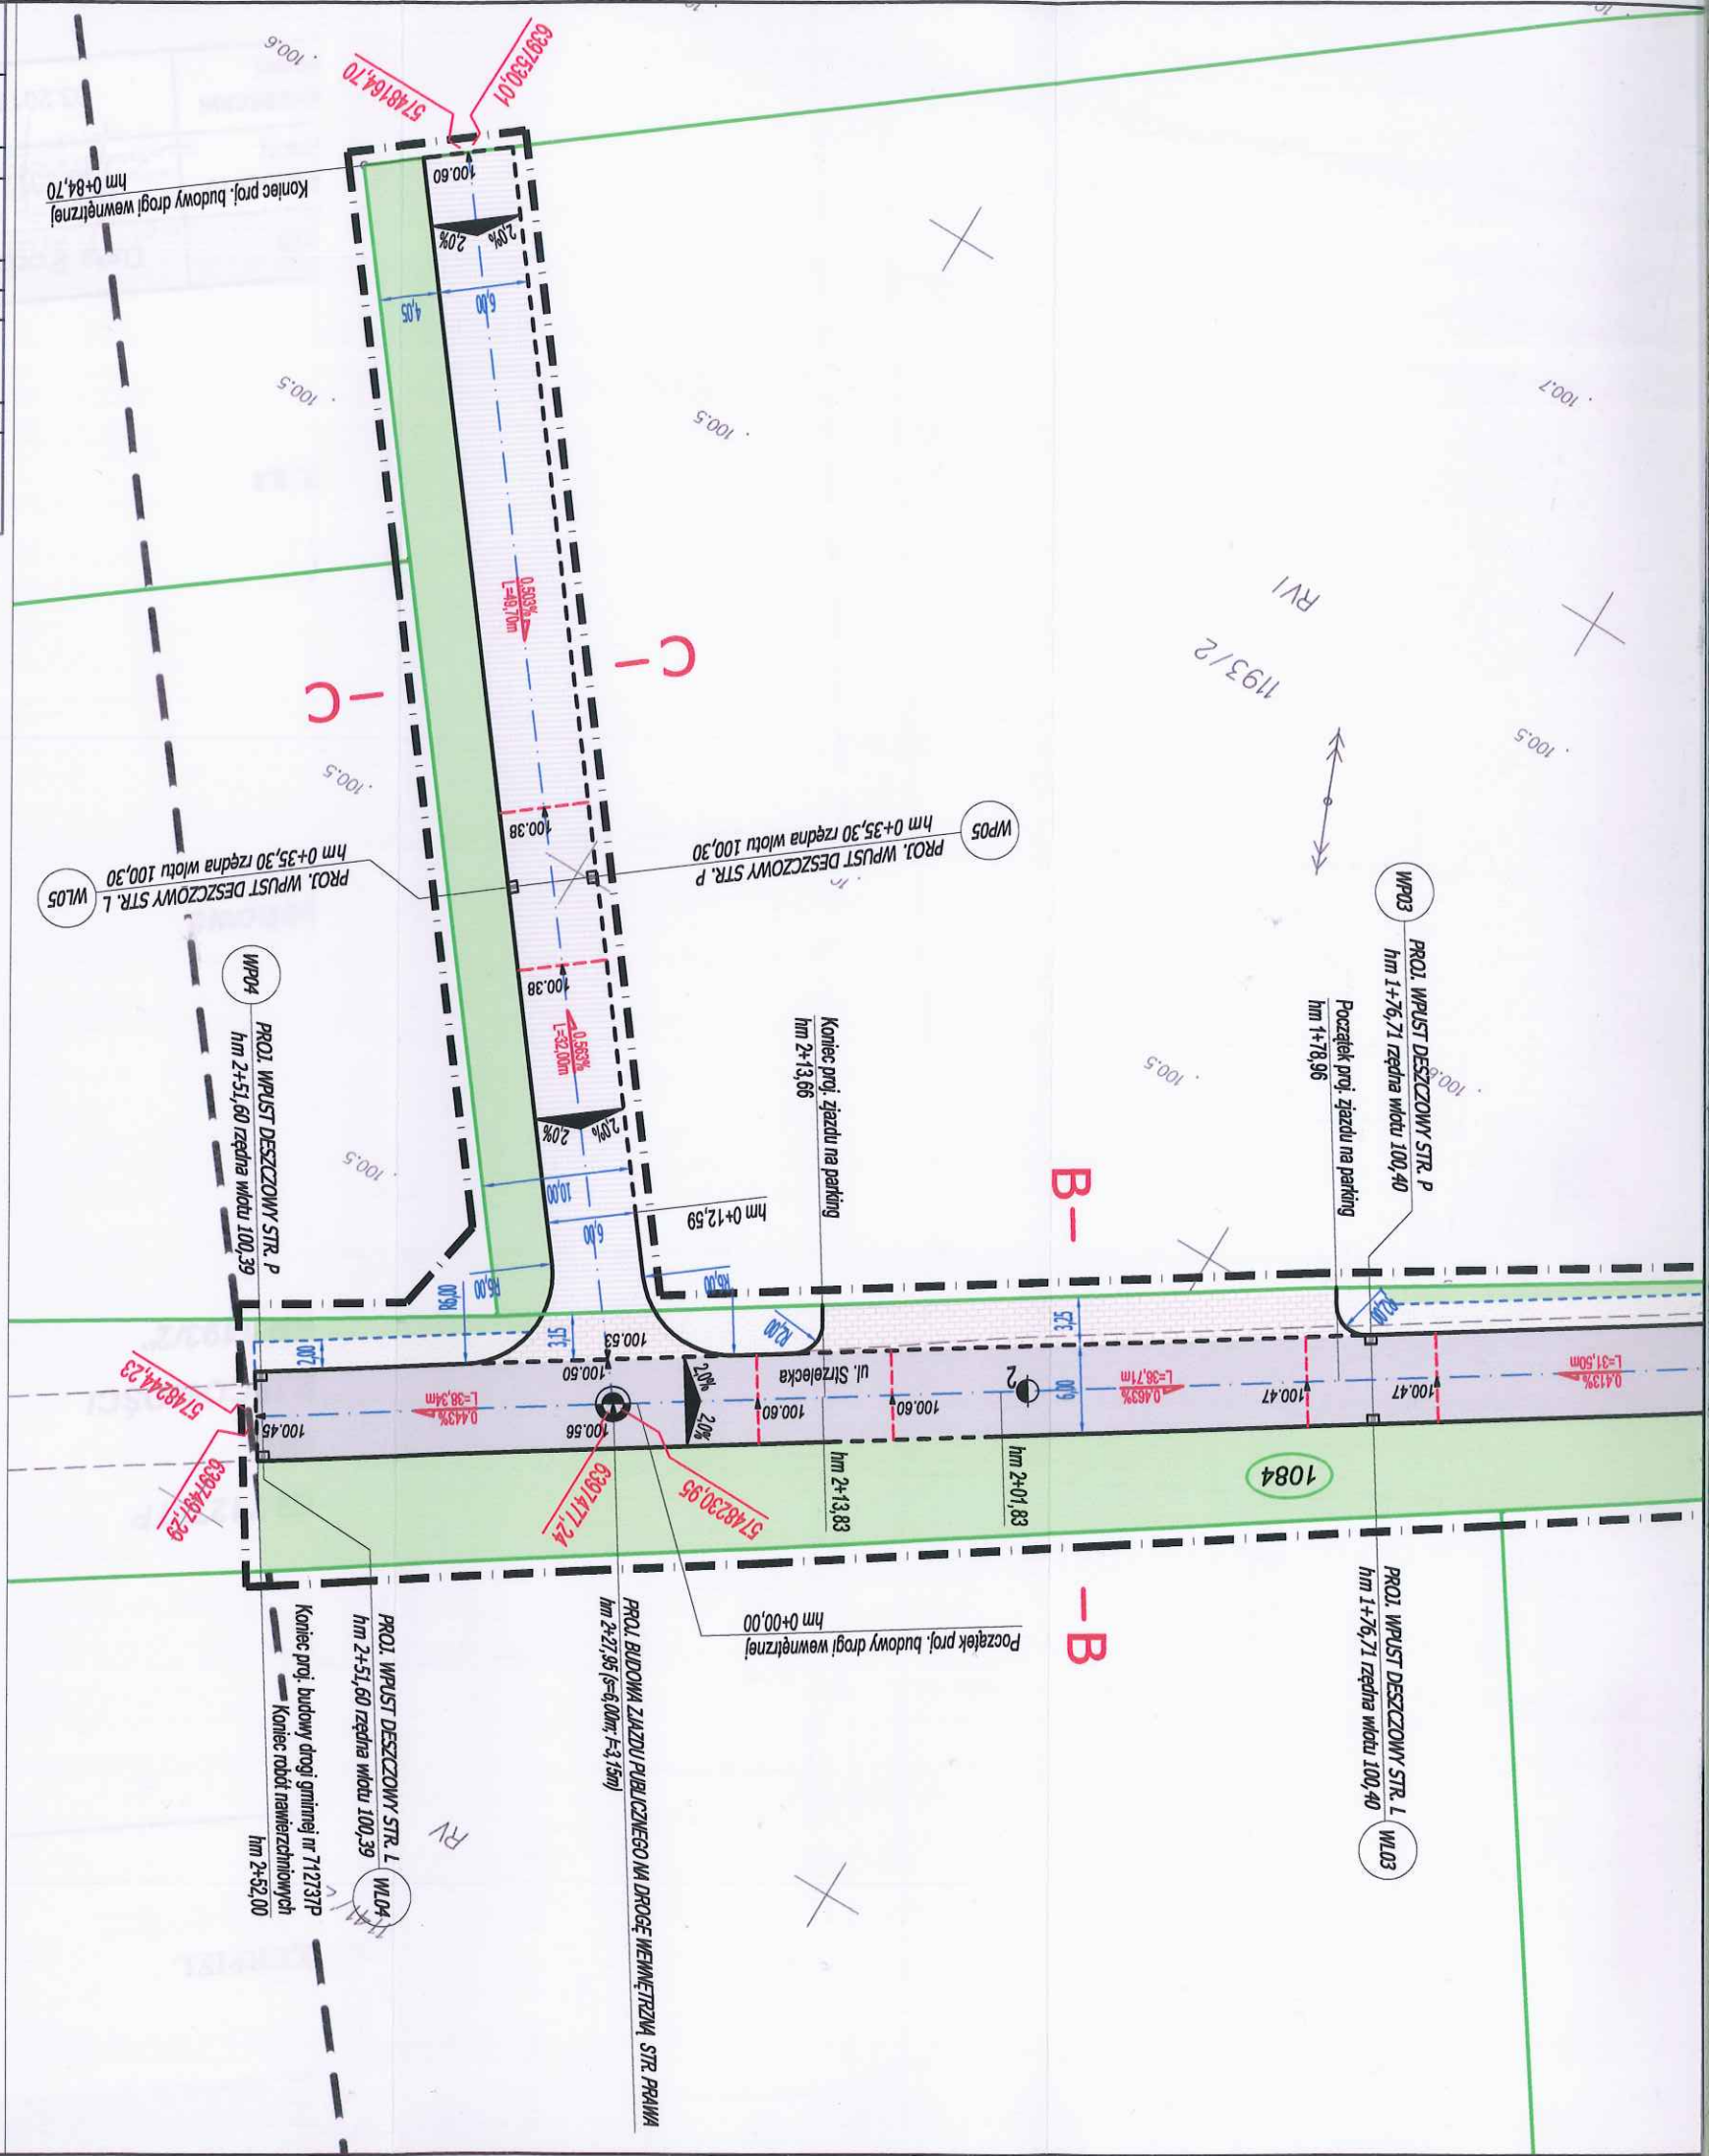 100.6
5748164,70
6397530,01
Koniec proj. budowy drogi wewnętrznej
hm 0+84,70
100.60
2,0%
2,0%
4,05
6,00
100.5
100.5
100.7
0.503%
L=49,70m
RVI
1193/2
C
C
100.5
100.5
100.38
PROJ. WPUST DESZCZOWY STR. L
hm 0+35,30 rzędna wlotu 100,30
WL05
PROJ. WPUST DESZCZOWY STR. P
hm 0+35,30 rzędna wlotu 100,30
WP05
WP03
PROJ. WPUST DESZCZOWY STR. P
hm 1+76,71 rzędna wlotu 100,40
WP04
PROJ. WPUST DESZCZOWY STR. P
hm 2+51,60 rzędna wlotu 100,39
100.38
0.563%
L=32,00m
Koniec proj. zjazdu na parking
hm 2+13,66
Początek proj. zjazdu na parking
hm 1+78,96
100.5
100.8
100.5
2,0%
2,0%
10,00
6,00
hm 0+12,59
B
R6,00
R6,00
R6,00
R2,00
R2,00
2,00
3,15
3,25
100.53
100.50
ul. Strzelecka
2
6,00
5748244,23
6397497,29
100.45
0.443%
L=38,34m
100.56
2,0%
2,0%
100.60
100.60
0.463%
L=36,71m
100.47
100.47
0.413%
L=31,50m
6397477,24
5748230,95
hm 2+13,83
hm 2+01,83
1084
B
Początek proj. budowy drogi wewnętrznej
hm 0+00,00
PROJ. BUDOWA ZJAZDU PUBLICZNEGO NA DROGĘ WEWNĘTRZNĄ STR. PRAWA
hm 2+27,95 (s=6,00m; l=3,15m)
PROJ. WPUST DESZCZOWY STR. L
hm 1+76,71 rzędna wlotu 100,40
WL03
PROJ. WPUST DESZCZOWY STR. L
hm 2+51,60 rzędna wlotu 100,39
WL04
Koniec proj. budowy drogi gminnej nr 712737P
Koniec robót nawierzchniowych
hm 2+52,00
RV